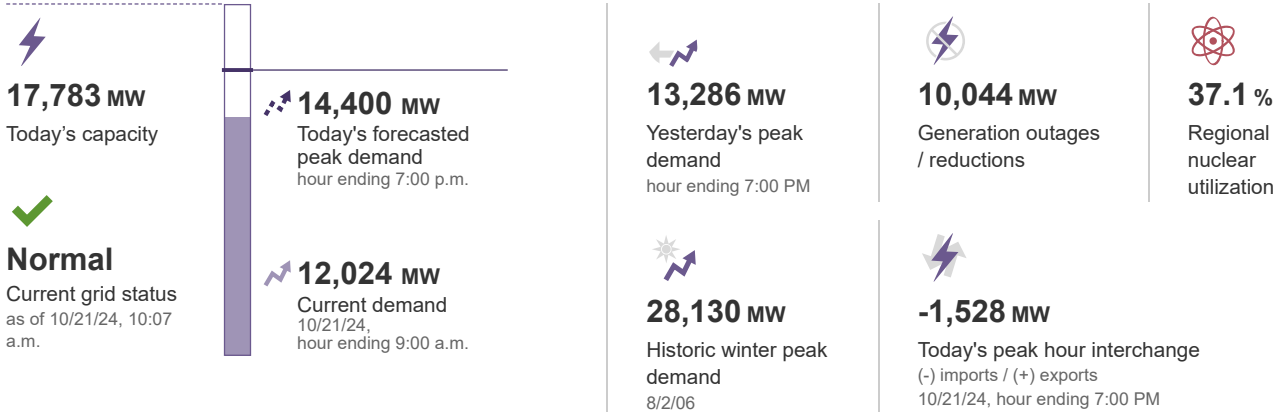 17,783 MW
Today's capacity
Normal
Current grid status
as of 10/21/24, 10:07
a.m.
14,400 MW
Today's forecasted
peak demand
hour ending 7:00 p.m.
12,024 MW
Current demand
10/21/24,
hour ending 9:00 a.m.
13,286 MW
Yesterday's peak
demand
hour ending 7:00 PM
10,044 MW
Generation outages
/ reductions
37.1 %
Regional
nuclear
utilization
28,130 MW
Historic winter peak
demand
8/2/06
-1,528 MW
Today's peak hour interchange
(-) imports / (+) exports
10/21/24, hour ending 7:00 PM